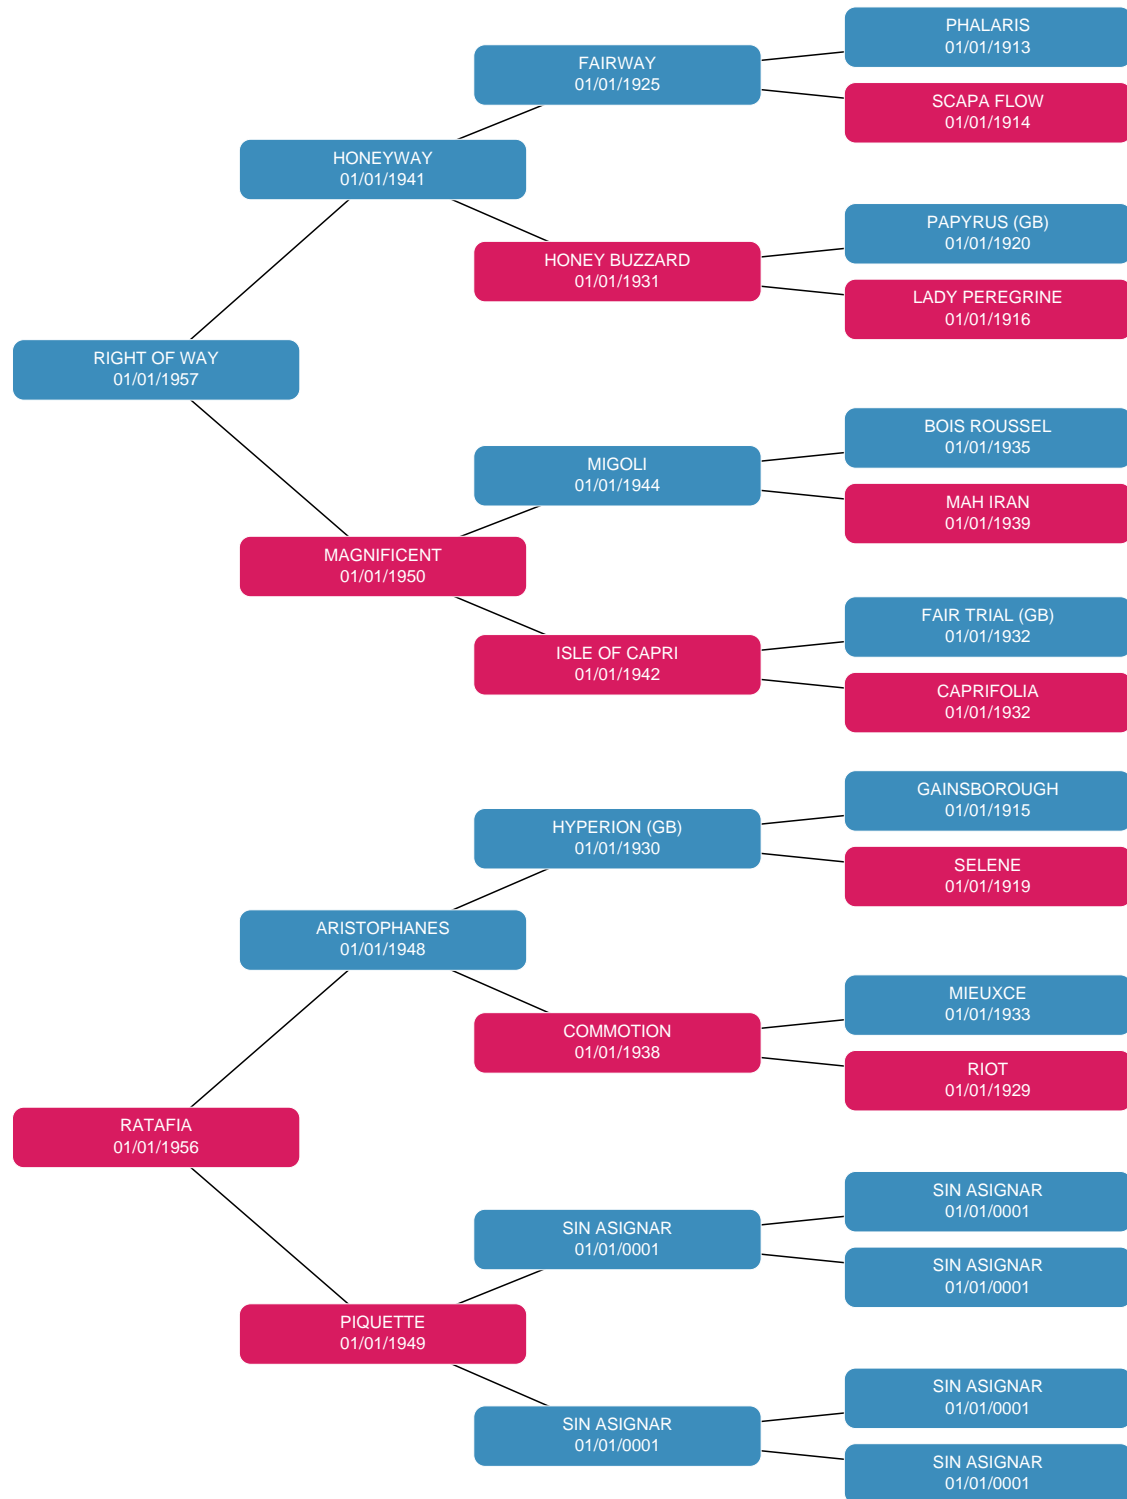 PHALARIS
01/01/1913
FAIRWAY
01/01/1925
SCAPA FLOW
01/01/1914
HONEYWAY
01/01/1941
PAPYRUS (GB)
01/01/1920
HONEY BUZZARD
01/01/1931
LADY PEREGRINE
01/01/1916
RIGHT OF WAY
01/01/1957
BOIS ROUSSEL
01/01/1935
MIGOLI
01/01/1944
MAH IRAN
01/01/1939
MAGNIFICENT
01/01/1950
FAIR TRIAL (GB)
01/01/1932
ISLE OF CAPRI
01/01/1942
CAPRIFOLIA
01/01/1932
GAINSBOROUGH
01/01/1915
HYPERION (GB)
01/01/1930
SELENE
01/01/1919
ARISTOPHANES
01/01/1948
MIEUXCE
01/01/1933
COMMOTION
01/01/1938
RIOT
01/01/1929
RATAFIA
01/01/1956
SIN ASIGNAR
01/01/0001
SIN ASIGNAR
01/01/0001
SIN ASIGNAR
01/01/0001
PIQUETTE
01/01/1949
SIN ASIGNAR
01/01/0001
SIN ASIGNAR
01/01/0001
SIN ASIGNAR
01/01/0001